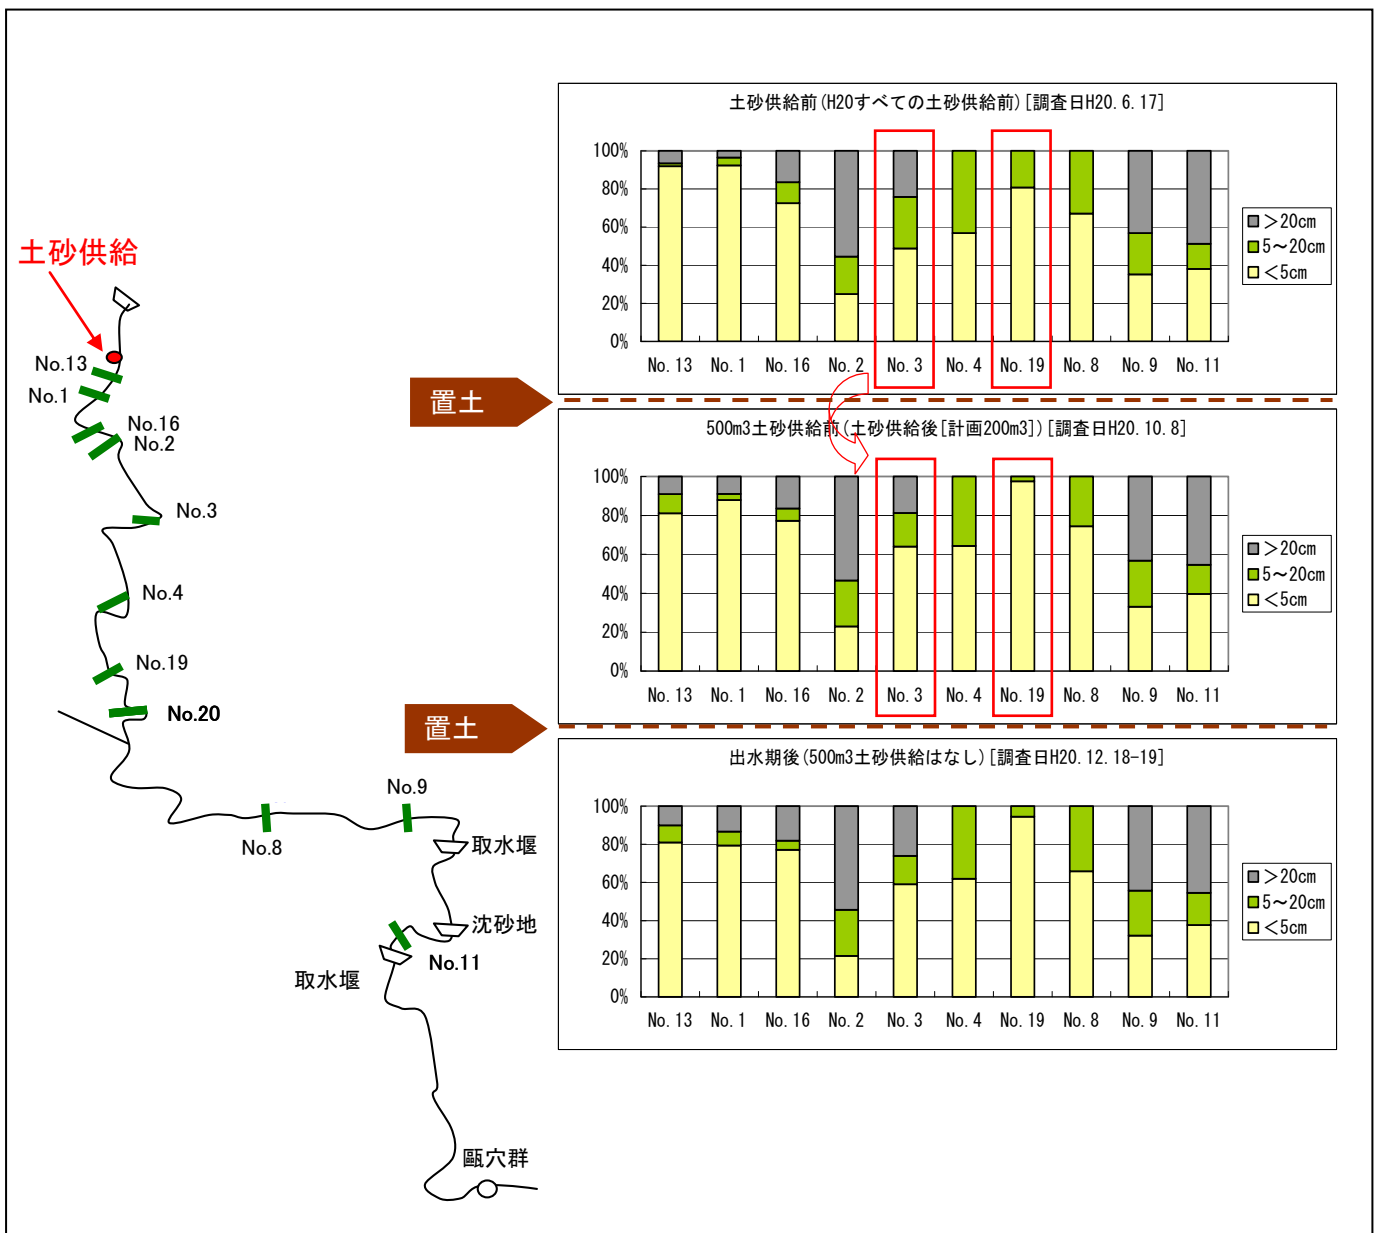 土砂供給
No.13
No.1
No.16
No.2
No.3
No.4
No.19
No.20
No.8
No.9
取水堰
沈砂地
No.11
取水堰
甌穴群
置土
置土
土砂供給前(H20すべての土砂供給前)[調査日H20.6.17]
100%
80%
60%
40%
20%
0%
No.13 No.1 No.16 No.2 No.3 No.4 No.19 No.8 No.9 No.11
>20cm
5~20cm
<5cm
500m3土砂供給前(土砂供給後[計画200m3])[調査日H20.10.8]
100%
80%
60%
40%
20%
0%
No.13 No.1 No.16 No.2 No.3 No.4 No.19 No.8 No.9 No.11
>20cm
5~20cm
<5cm
出水期後(500m3土砂供給はなし)[調査日H20.12.18-19]
100%
80%
60%
40%
20%
0%
No.13 No.1 No.16 No.2 No.3 No.4 No.19 No.8 No.9 No.11
>20cm
5~20cm
<5cm